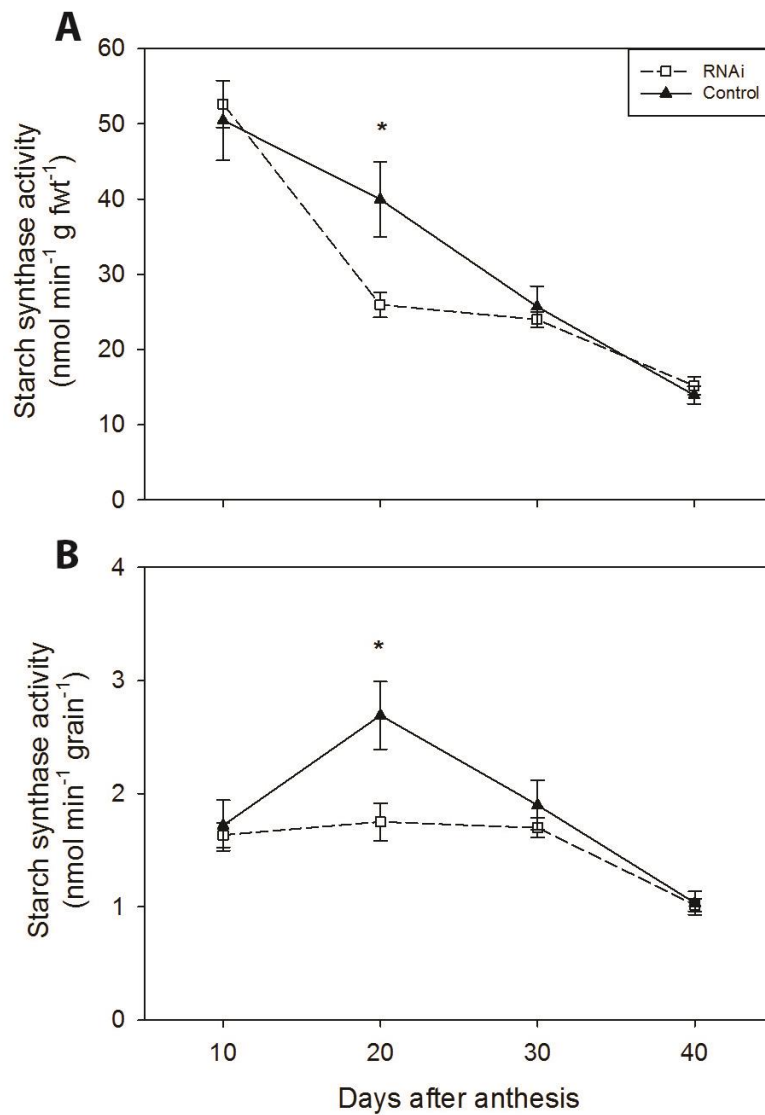 A
60
50
40
30
20
10
0
Starch synthase activity
(nmol min⁻¹ g fwt⁻¹)
RNAi
Control
*
B
4
3
2
1
0
Starch synthase activity
(nmol min⁻¹ grain⁻¹)
*
10 20 30 40
Days after anthesis